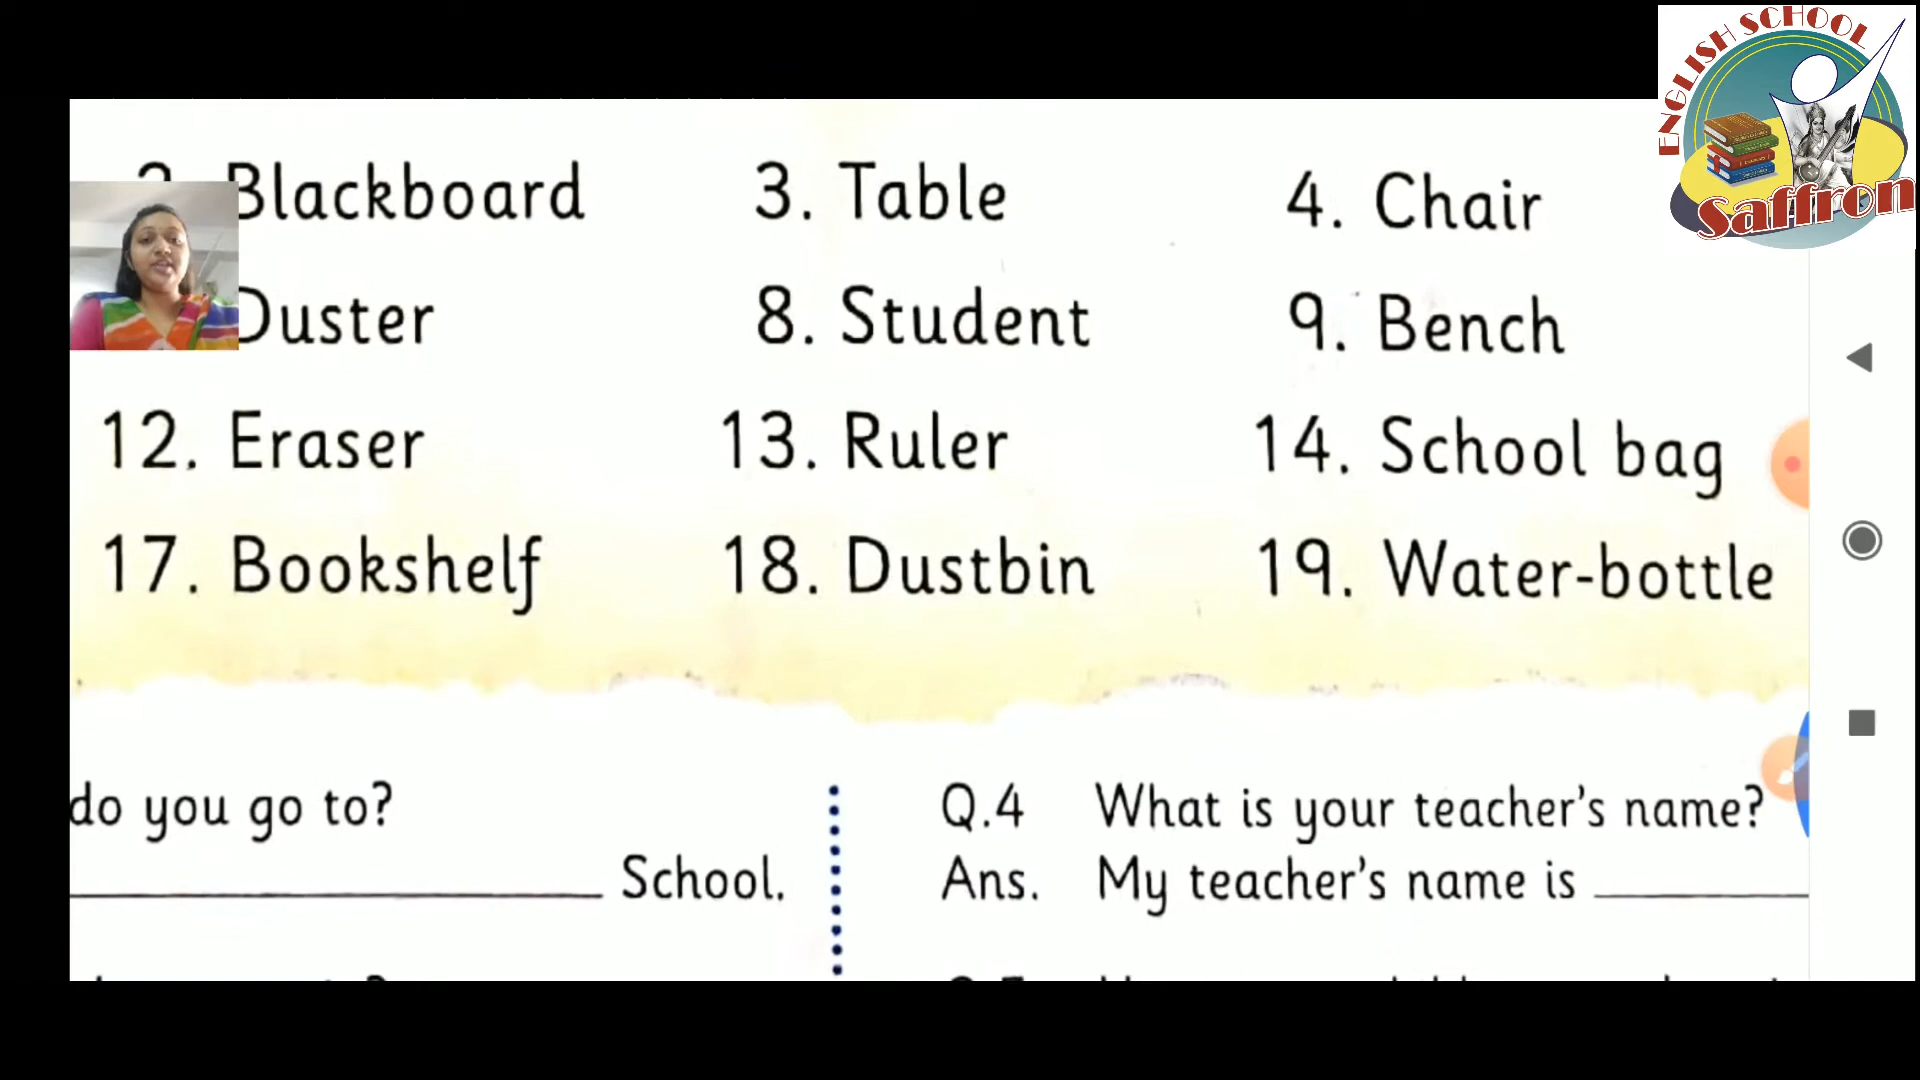 ENGLISH SCHOOL
Saffron
Blackboard 3. Table 4. Chair
Duster 8. Student 9. Bench
12. Eraser 13. Ruler 14. School bag
17. Bookshelf 18. Dustbin 19. Water-bottle
do you go to?
School.
Q.4 What is your teacher's name?
Ans. My teacher's name is